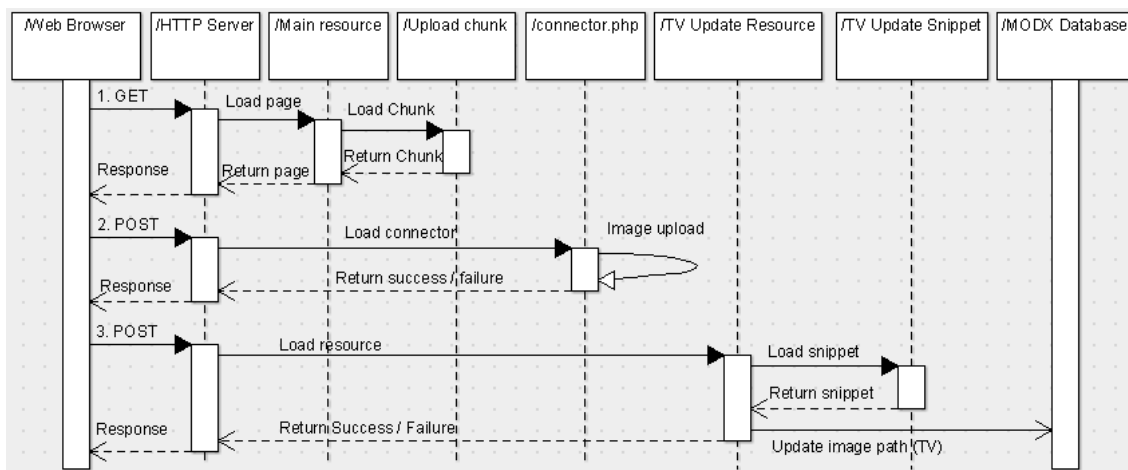 /Web Browser
/HTTP Server
/Main resource
/Upload chunk
/connector.php
/TV Update Resource
/TV Update Snippet
/MODX Database
1. GET
Load page
Load Chunk
Return Chunk
Return page
Response
2. POST
Load connector
Image upload
Return success / failure
Response
3. POST
Load resource
Load snippet
Return snippet
Return Success / Failure
Response
Update image path (TV)